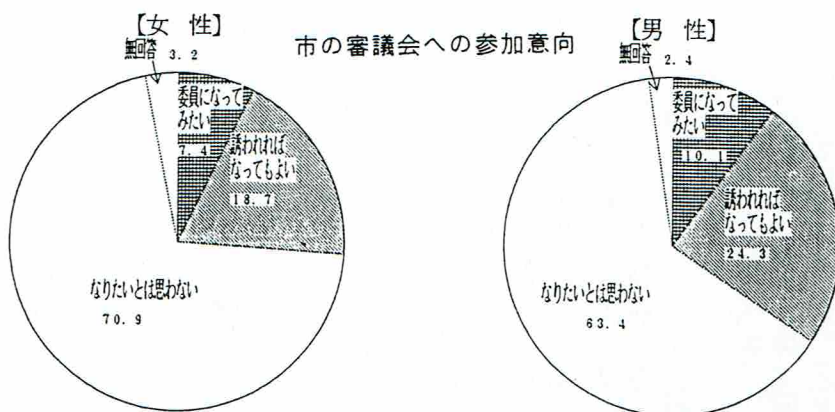 【女 性】
市の審議会への参加意向
【男 性】
無回答 3.2
委員になって
みたい
7.4
誘われれば
なってもよい
18.7
なりたいとは思わない
70.9
無回答 2.4
委員になって
みたい
10.1
誘われれば
なってもよい
24.3
なりたいとは思わない
63.4